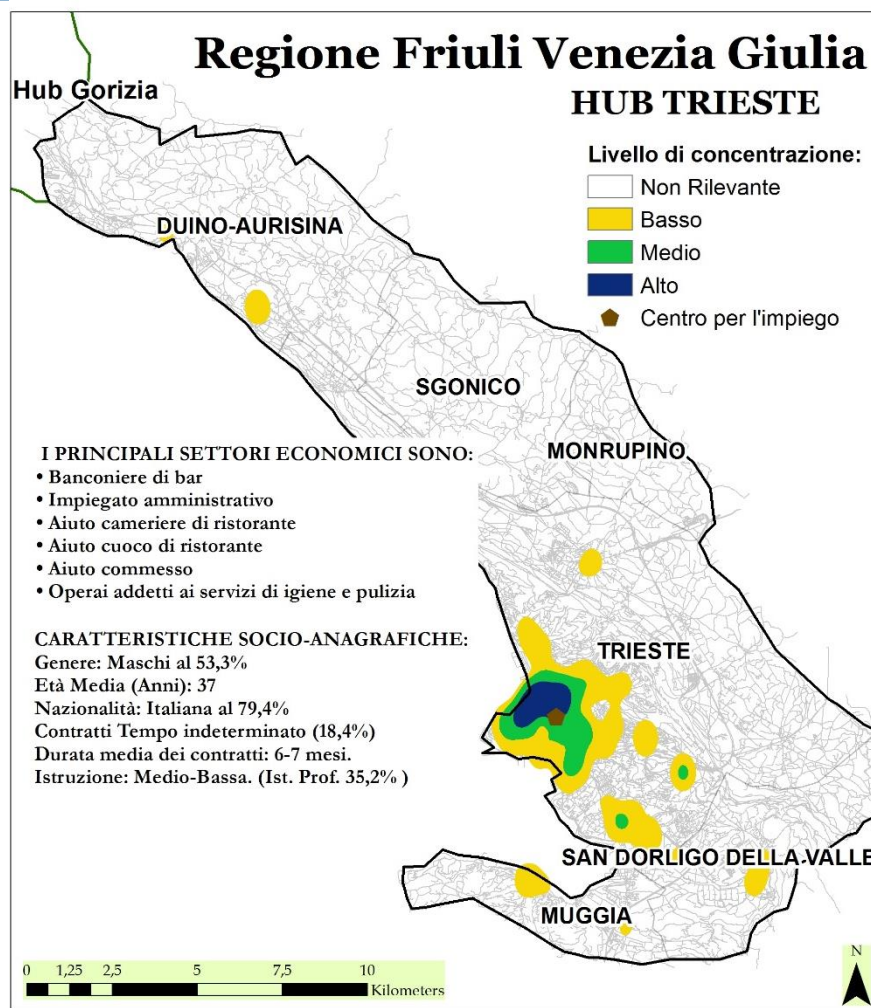 Regione Friuli Venezia Giulia
HUB TRIESTE
Hub Gorizia
Livello di concentrazione:
Non Rilevante
Basso
Medio
Alto
Centro per l'impiego
DUINO-AURISINA
SGONICO
MONRUPINO
I PRINCIPALI SETTORI ECONOMICI SONO:
• Banconiere di bar
• Impiegato amministrativo
• Aiuto cameriere di ristorante
• Aiuto cuoco di ristorante
• Aiuto commesso
• Operai addetti ai servizi di igiene e pulizia
CARATTERISTICHE SOCIO-ANAGRAFICHE:
Genere: Maschi al 53,3%
Età Media (Anni): 37
Nazionalità: Italiana al 79,4%
Contratti Tempo indeterminato (18,4%)
Durata media dei contratti: 6-7 mesi.
Istruzione: Medio-Bassa. (Ist. Prof. 35,2% )
TRIESTE
SAN DORLIGO DELLA VALLE
MUGGIA
0 1,25 2,5 5 7,5 10
Kilometers
N